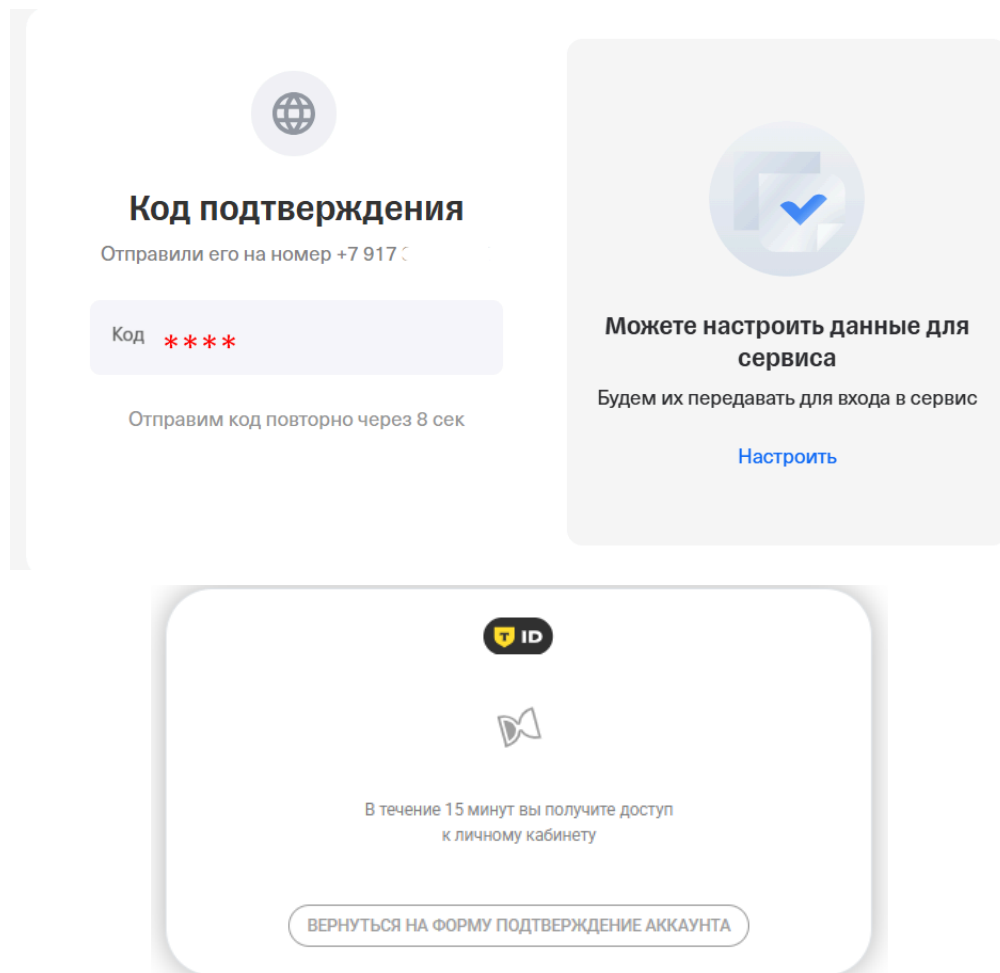 Код подтверждения
Отправили его на номер +7 917
Код ****
Отправим код повторно через 8 сек
Можете настроить данные для
сервиса
Будем их передавать для входа в сервис
Настроить
T ID
В течение 15 минут вы получите доступ
к личному кабинету
ВЕРНУТЬСЯ НА ФОРМУ ПОДТВЕРЖДЕНИЕ АККАУНТА